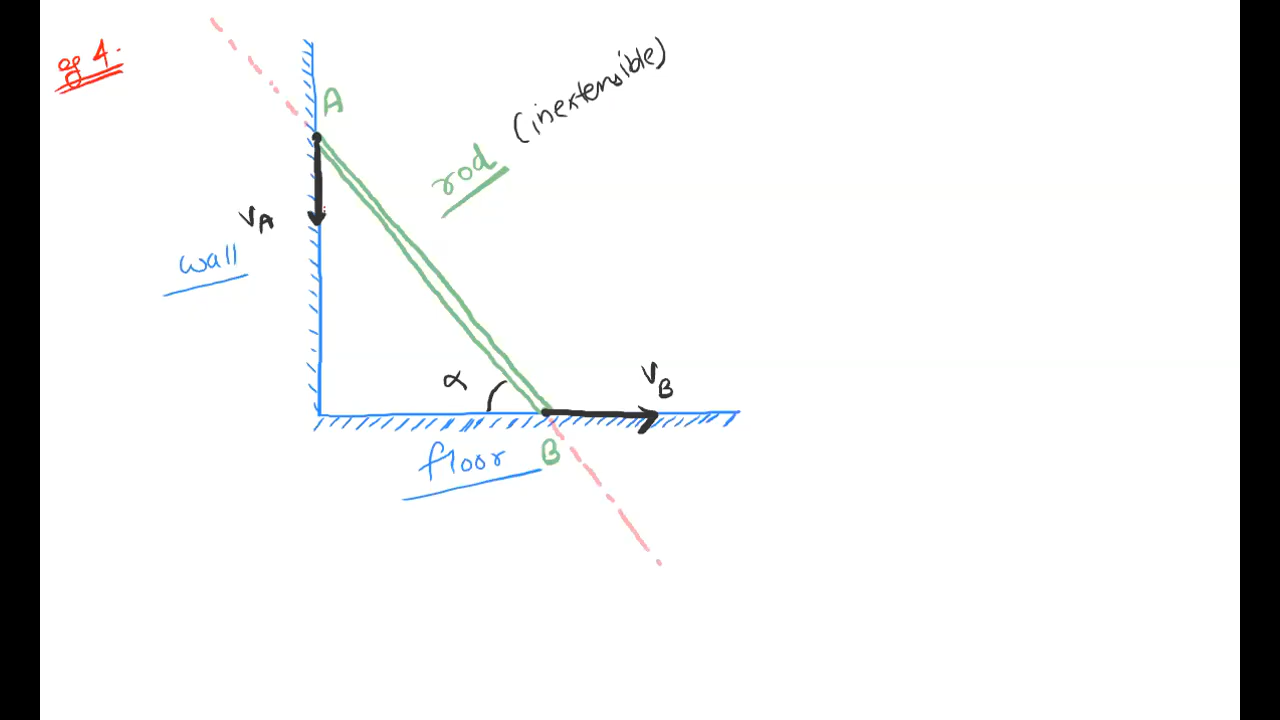 eg 4.
A
rod (inextensible)
vA
wall
α
vB
floor
B